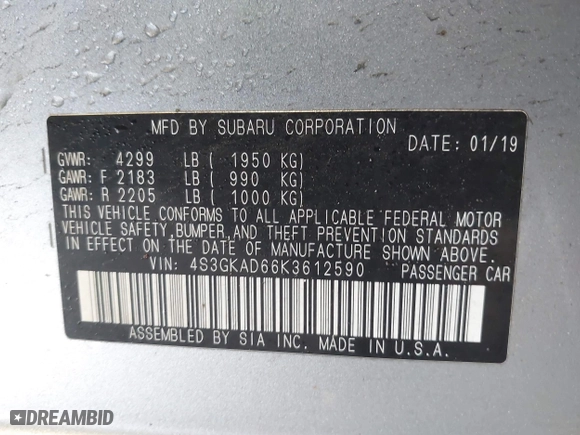 MFD BY SUBARU CORPORATION
DATE: 01/19
GVWR: 4299 LB ( 1950 KG)
GAWR: F 2183 LB ( 990 KG)
GAWR: R 2205 LB ( 1000 KG)
THIS VEHICLE CONFORMS TO ALL APPLICABLE FEDERAL MOTOR
VEHICLE SAFETY, BUMPER, AND THEFT PREVENTION STANDARDS
IN EFFECT ON THE DATE OF MANUFACTURE SHOWN ABOVE.
VIN: 4S3GKAD66K3612590 PASSENGER CAR
ASSEMBLED BY SIA INC. MADE IN U.S.A.
DREAMBID